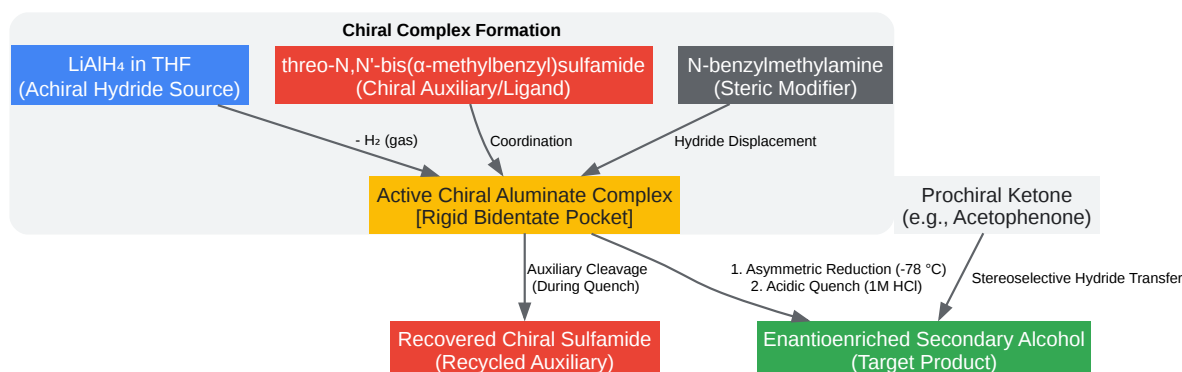 Chiral Complex Formation
LiAlH₄ in THF
(Achiral Hydride Source)
threo-N,N'-bis(α-methylbenzyl)sulfamide
(Chiral Auxiliary/Ligand)
N-benzylmethylamine
(Steric Modifier)
- H₂ (gas)
Coordination
Hydride Displacement
Active Chiral Aluminate Complex
[Rigid Bidentate Pocket]
Prochiral Ketone
(e.g., Acetophenone)
Auxiliary Cleavage
(During Quench)
1. Asymmetric Reduction (-78 °C)
2. Acidic Quench (1M HCl)
Stereoselective Hydride Transfer
Recovered Chiral Sulfamide
(Recycled Auxiliary)
Enantioenriched Secondary Alcohol
(Target Product)